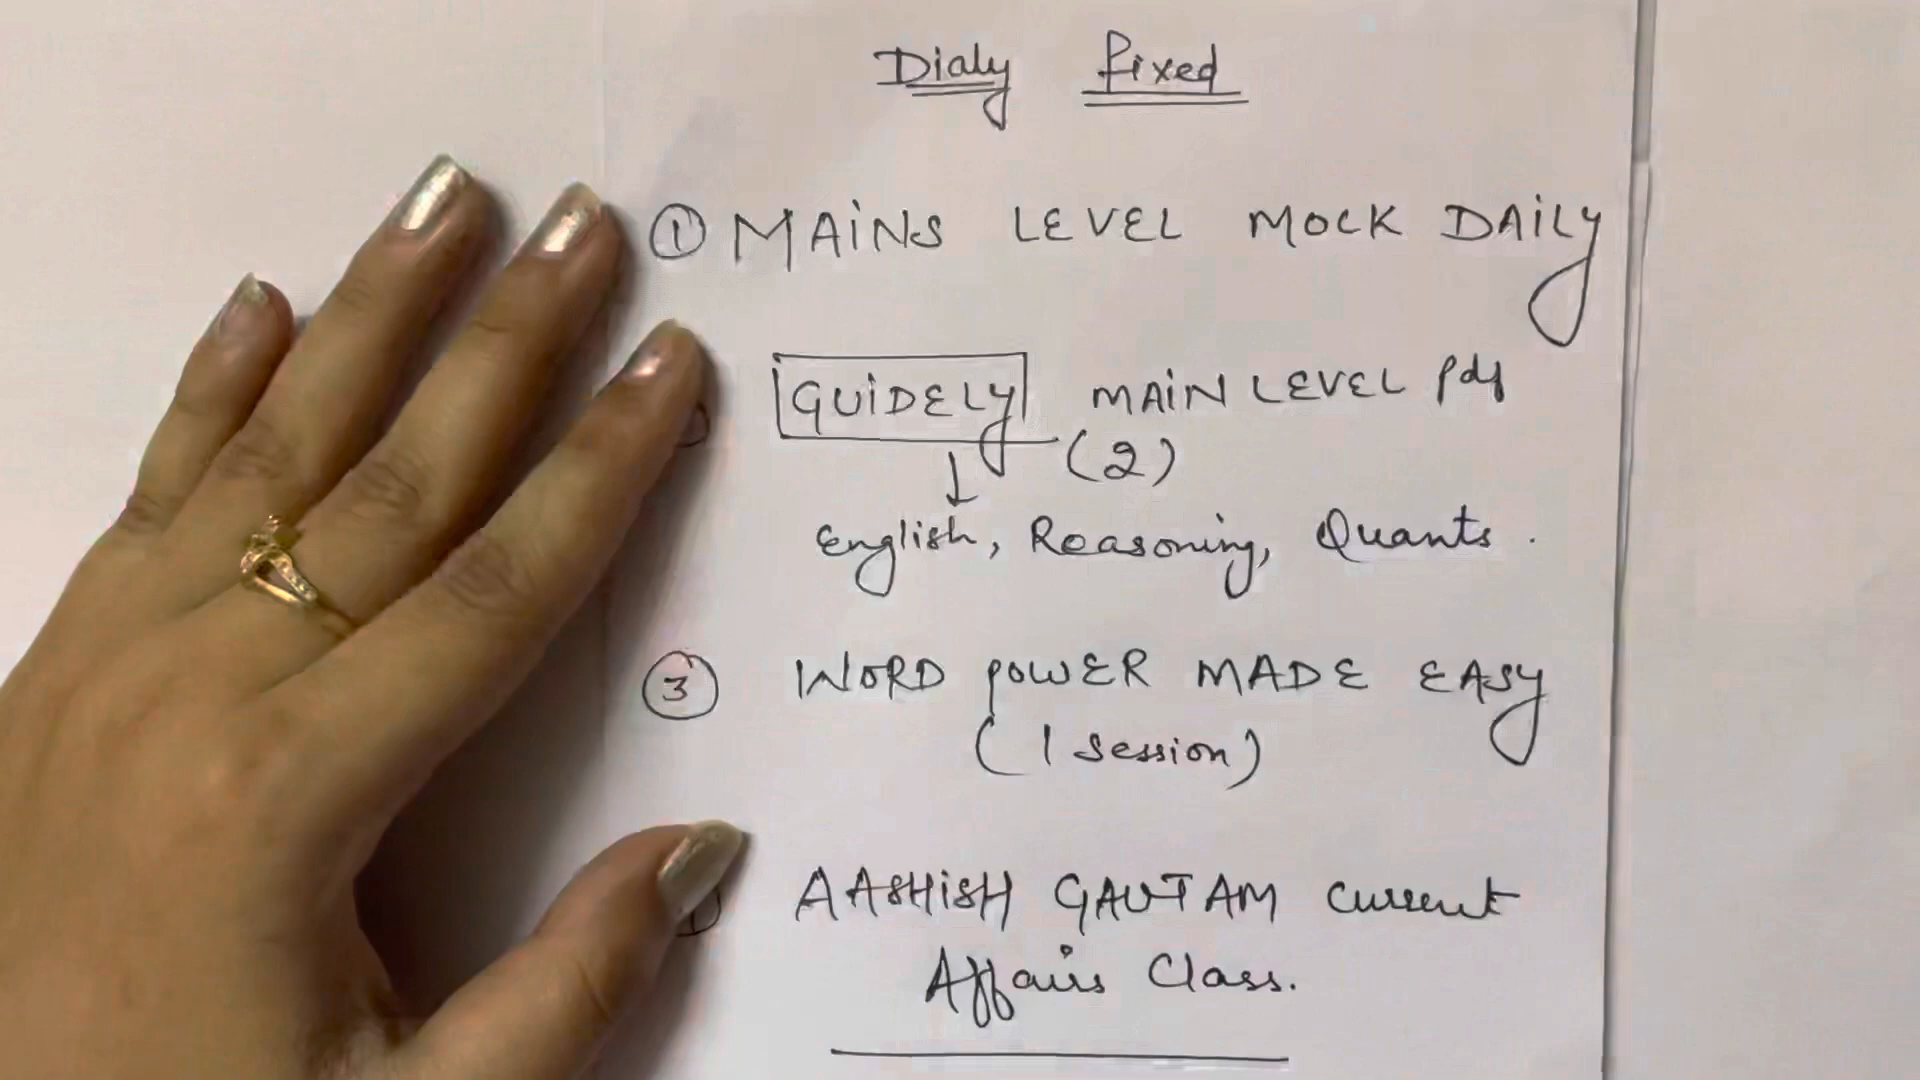 Dialy fixed
① MAiNS LEVEL MOCK DAiLy
GUiDELy MAiN LEVEL pdf
(2)
↓
English, Reasoning, Quants.
③ WORD POWER MADE EASy
(1 Session)
AASHiSH GAUTAM Current
Affairs Class.